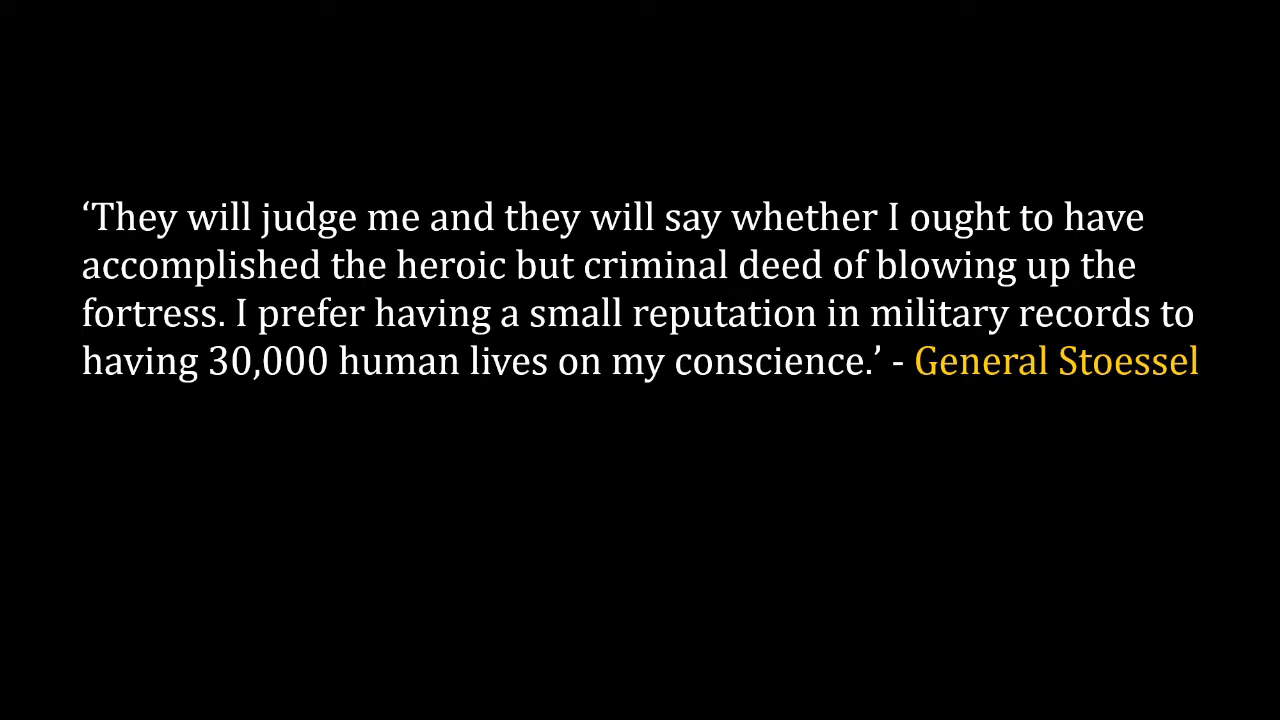 ‘They will judge me and they will say whether I ought to have
accomplished the heroic but criminal deed of blowing up the
fortress. I prefer having a small reputation in military records to
having 30,000 human lives on my conscience.’ - General Stoessel